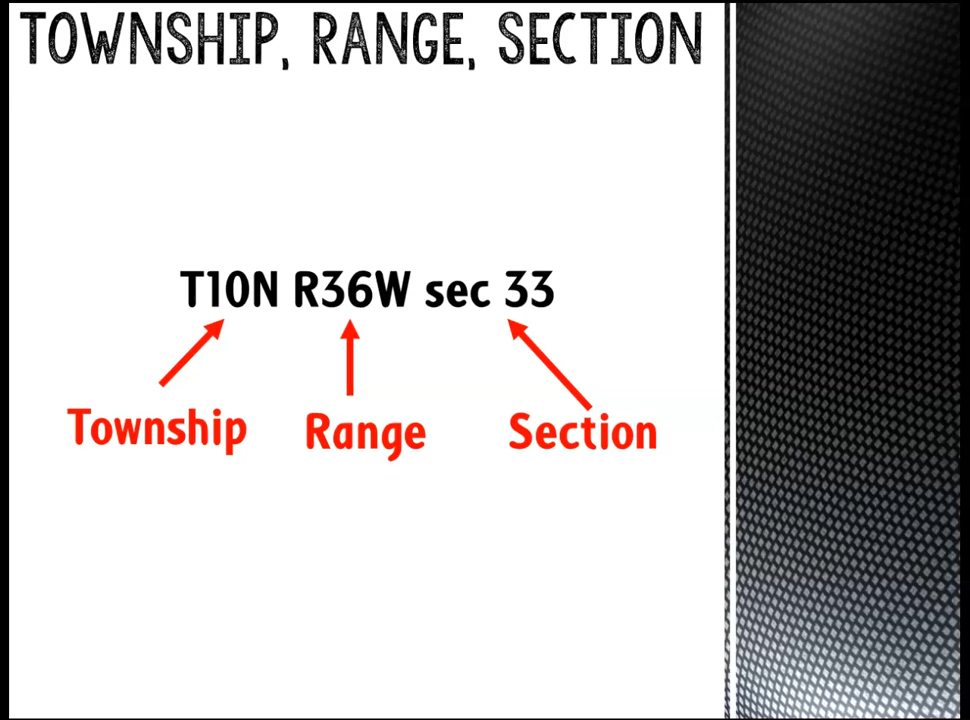 TOWNSHIP, RANGE, SECTION
T10N R36W sec 33
Township Range Section